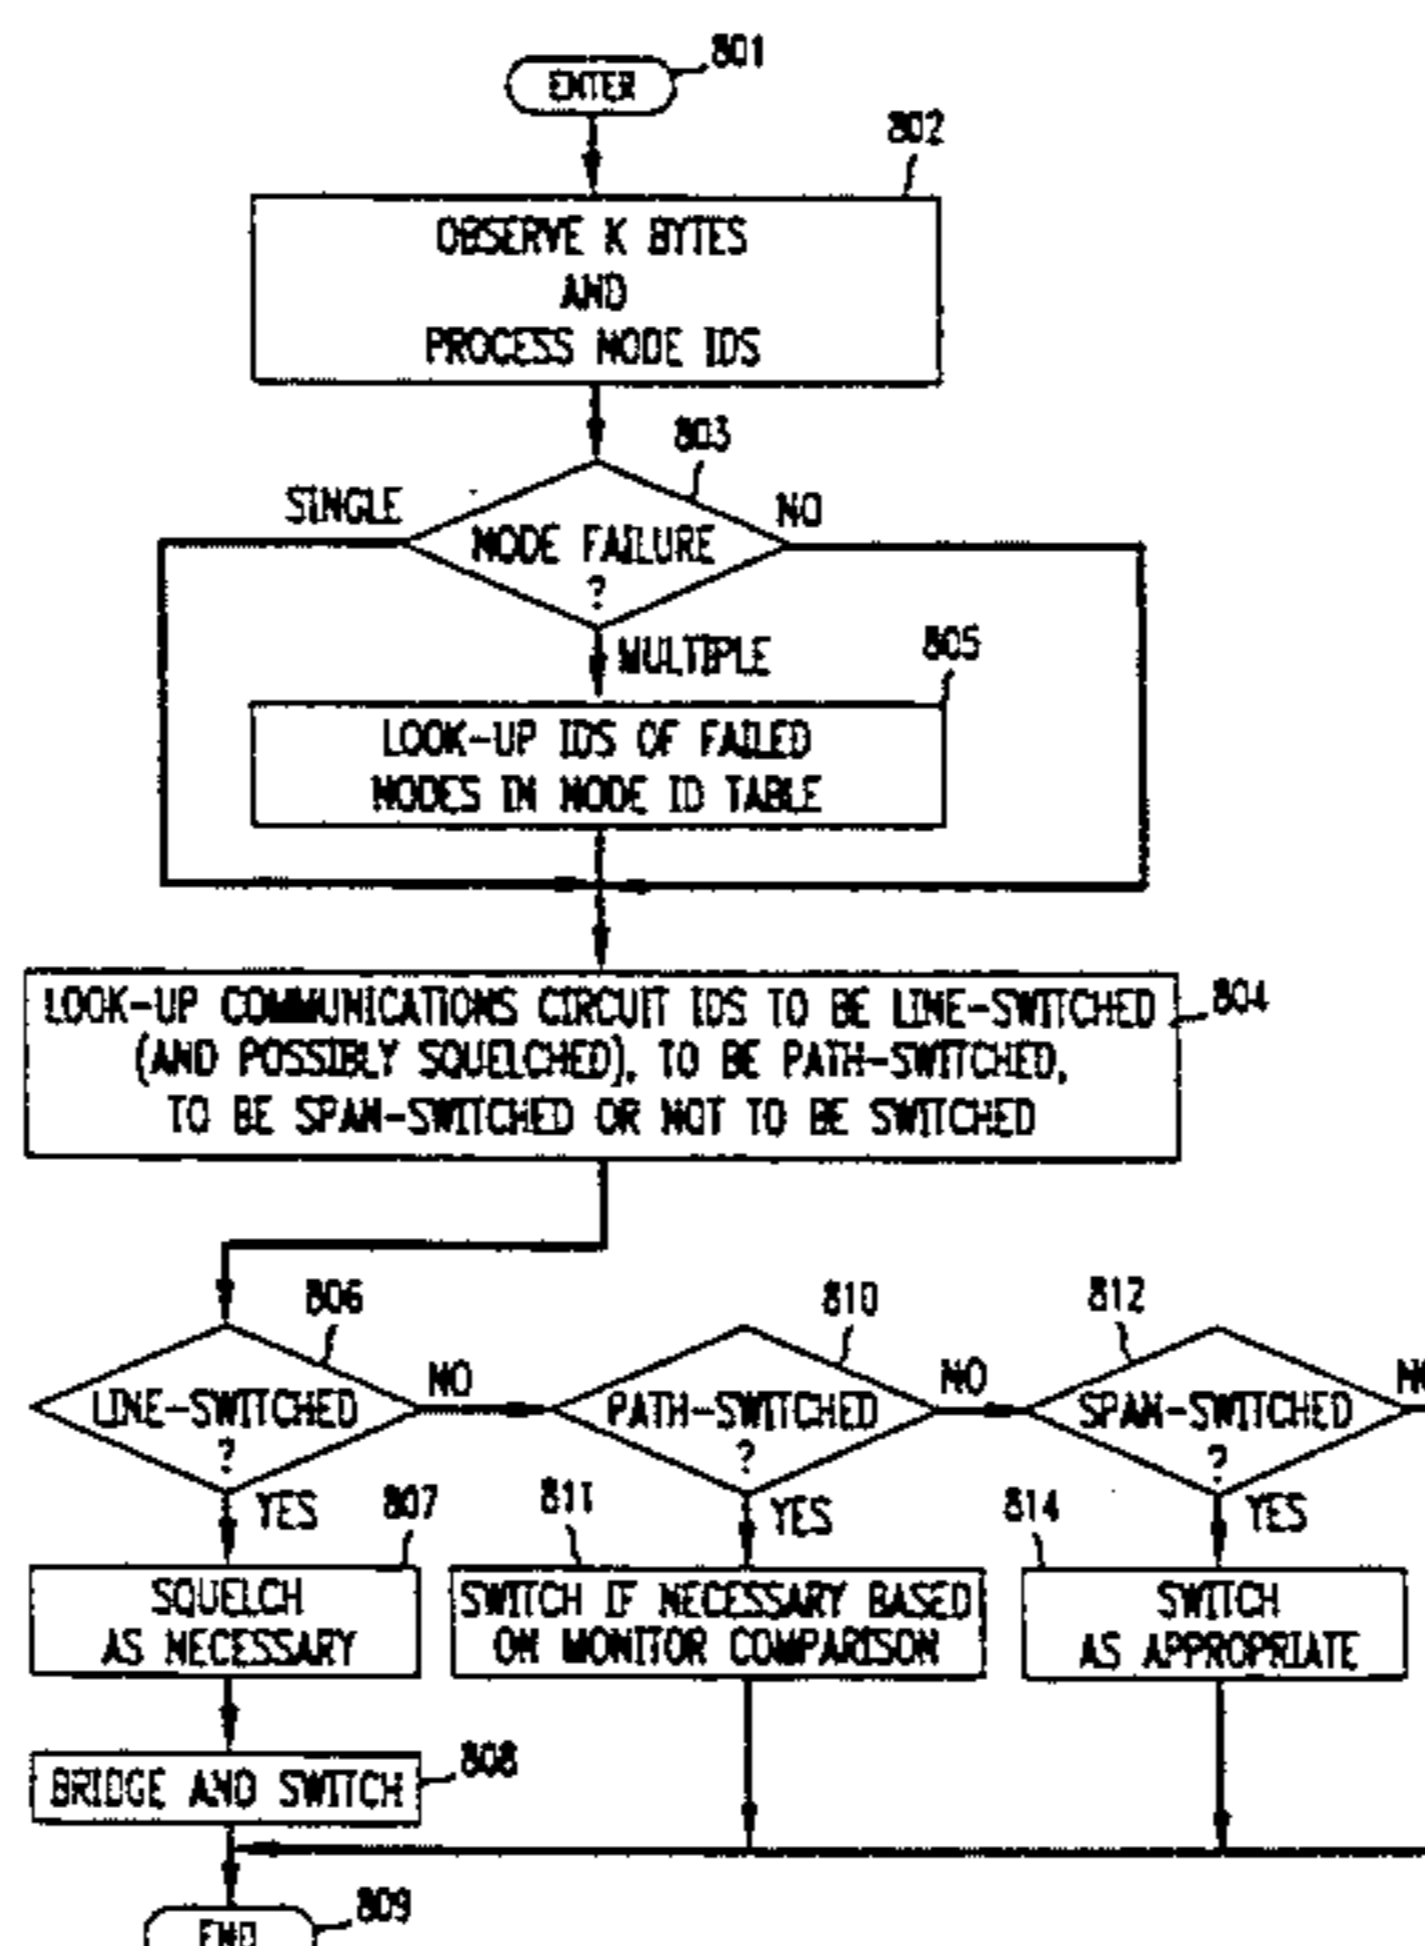 801
ENTER
802
OBSERVE K BYTES
AND
PROCESS NODE IDS
803
SINGLE
NO
NODE FAILURE
?
MULTIPLE
805
LOOK-UP IDS OF FAILED
NODES IN NODE ID TABLE
LOOK-UP COMMUNICATIONS CIRCUIT IDS TO BE LINE-SWITCHED
(AND POSSIBLY SQUELCHED), TO BE PATH-SWITCHED,
TO BE SPAN-SWITCHED OR NOT TO BE SWITCHED
804
806
810
812
LINE-SWITCHED
?
NO
PATH-SWITCHED
?
NO
SPAN-SWITCHED
?
NO
YES
807
811
YES
814
YES
SQUELCH
AS NECESSARY
SWITCH IF NECESSARY BASED
ON MONITOR COMPARISON
SWITCH
AS APPROPRIATE
BRIDGE AND SWITCH
808
809
END